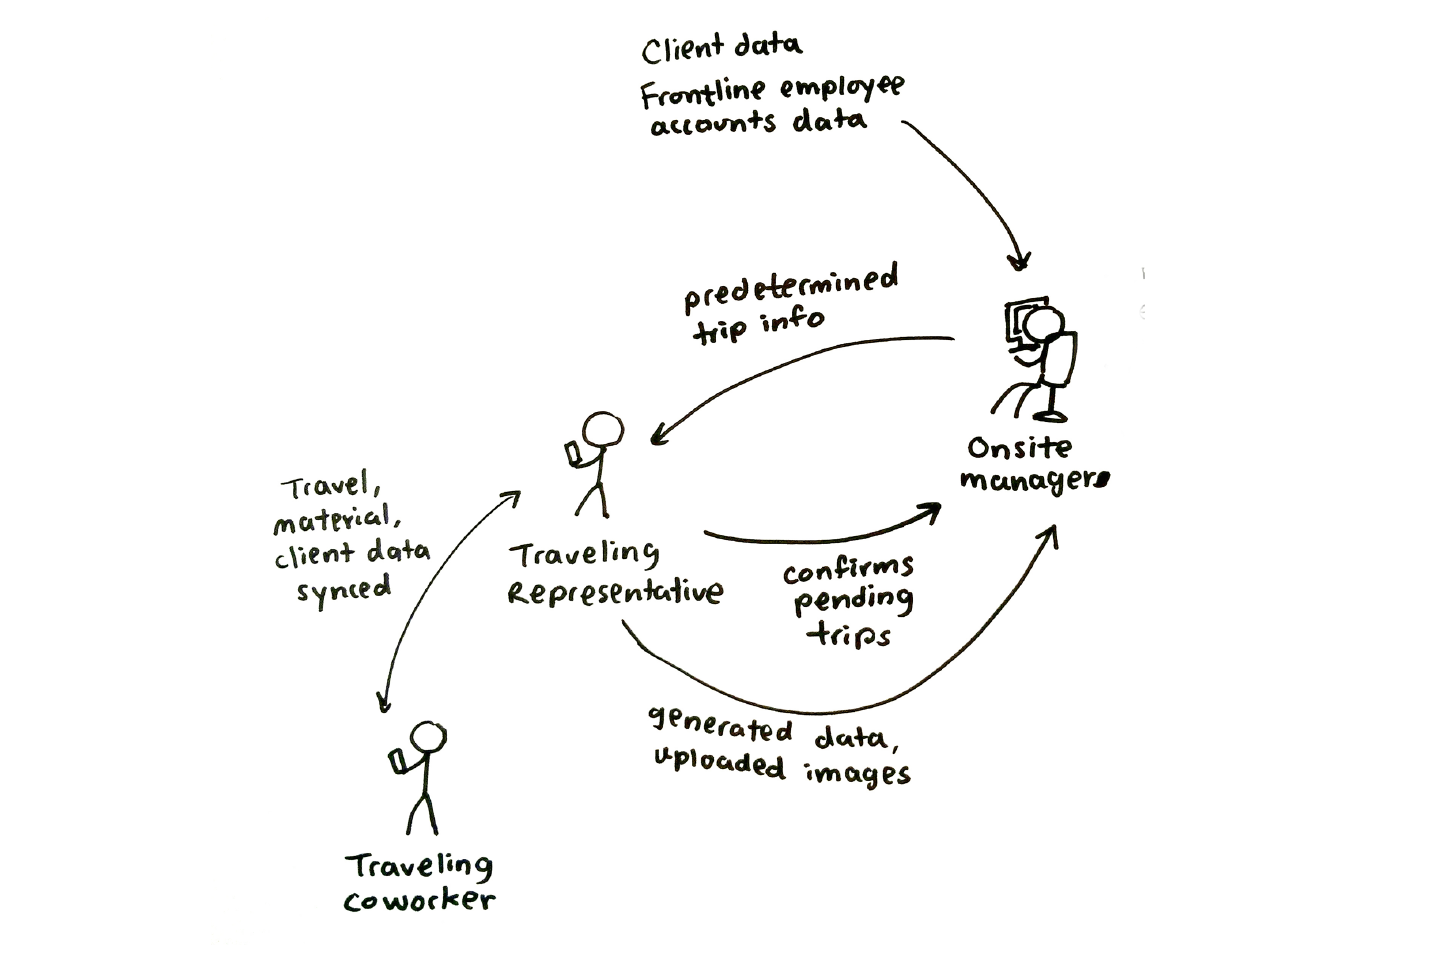 Client data
Frontline employee
accounts data
predetermined
trip info
Onsite
manager
Travel,
material,
client data
synced
Traveling
Representative
confirms
pending
trips
generated data,
uploaded images
Traveling
coworker